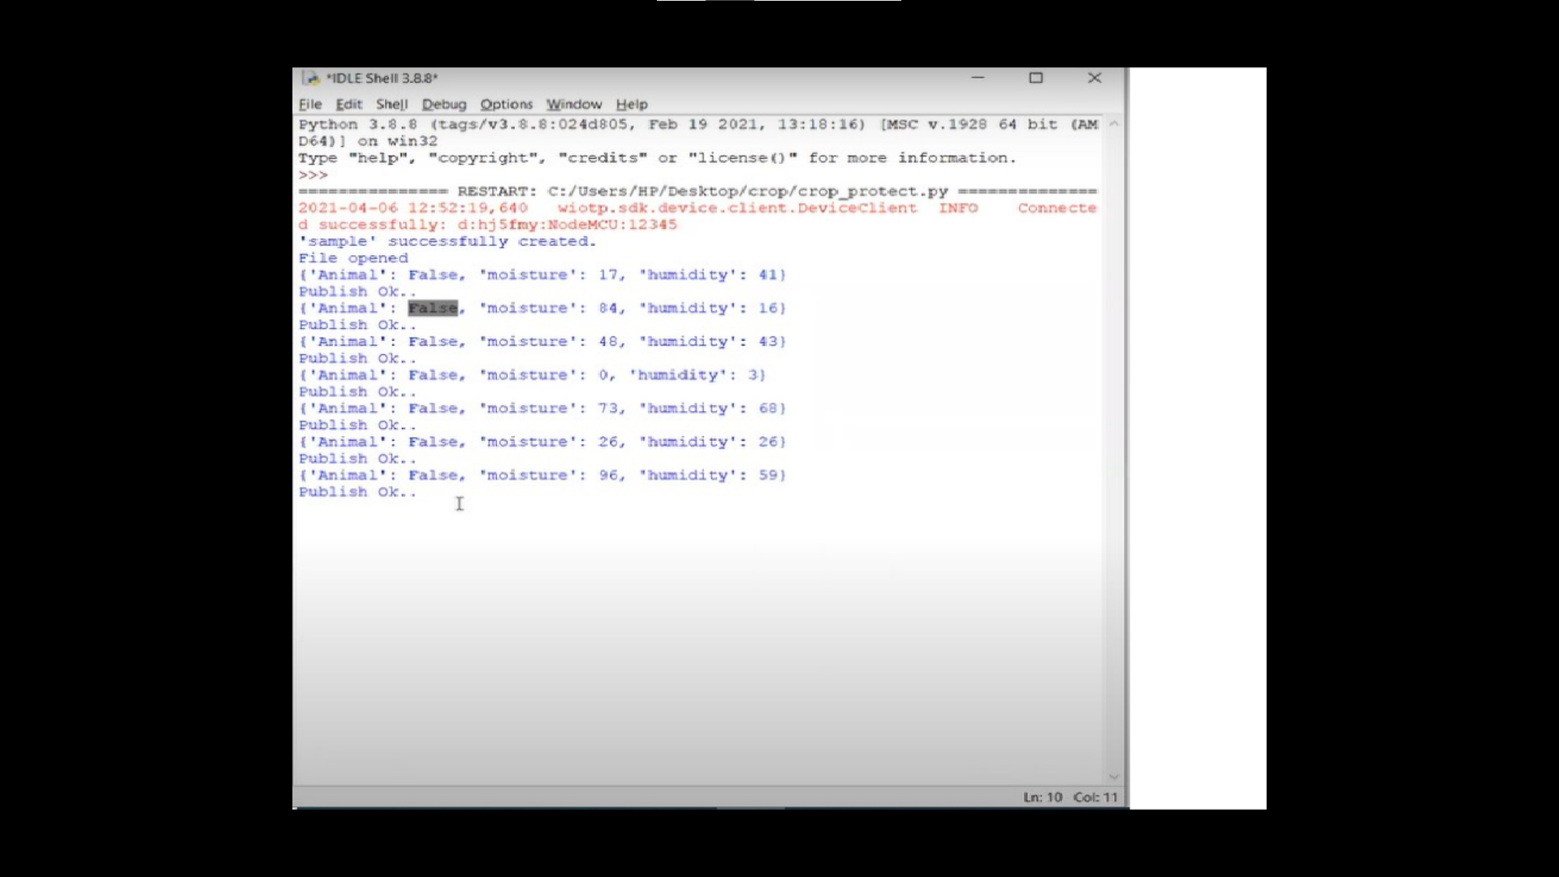 *IDLE Shell 3.8.8*
File Edit Shell Debug Options Window Help
Python 3.8.8 (tags/v3.8.8:024d805, Feb 19 2021, 13:18:16) [MSC v.1928 64 bit (AM
D64)] on win32
Type "help", "copyright", "credits" or "license()" for more information.
>>>
=============== RESTART: C:/Users/HP/Desktop/crop/crop_protect.py ==============
2021-04-06 12:52:19,640   wiotp.sdk.device.client.DeviceClient  INFO    Connecte
d successfully: d:hj5fmy:NodeMCU:12345
'sample' successfully created.
File opened
{'Animal': False, 'moisture': 17, 'humidity': 41}
Publish Ok..
{'Animal': False, 'moisture': 84, 'humidity': 16}
Publish Ok..
{'Animal': False, 'moisture': 48, 'humidity': 43}
Publish Ok..
{'Animal': False, 'moisture': 0, 'humidity': 3}
Publish Ok..
{'Animal': False, 'moisture': 73, 'humidity': 68}
Publish Ok..
{'Animal': False, 'moisture': 26, 'humidity': 26}
Publish Ok..
{'Animal': False, 'moisture': 96, 'humidity': 59}
Publish Ok..
Ln: 10 Col: 11